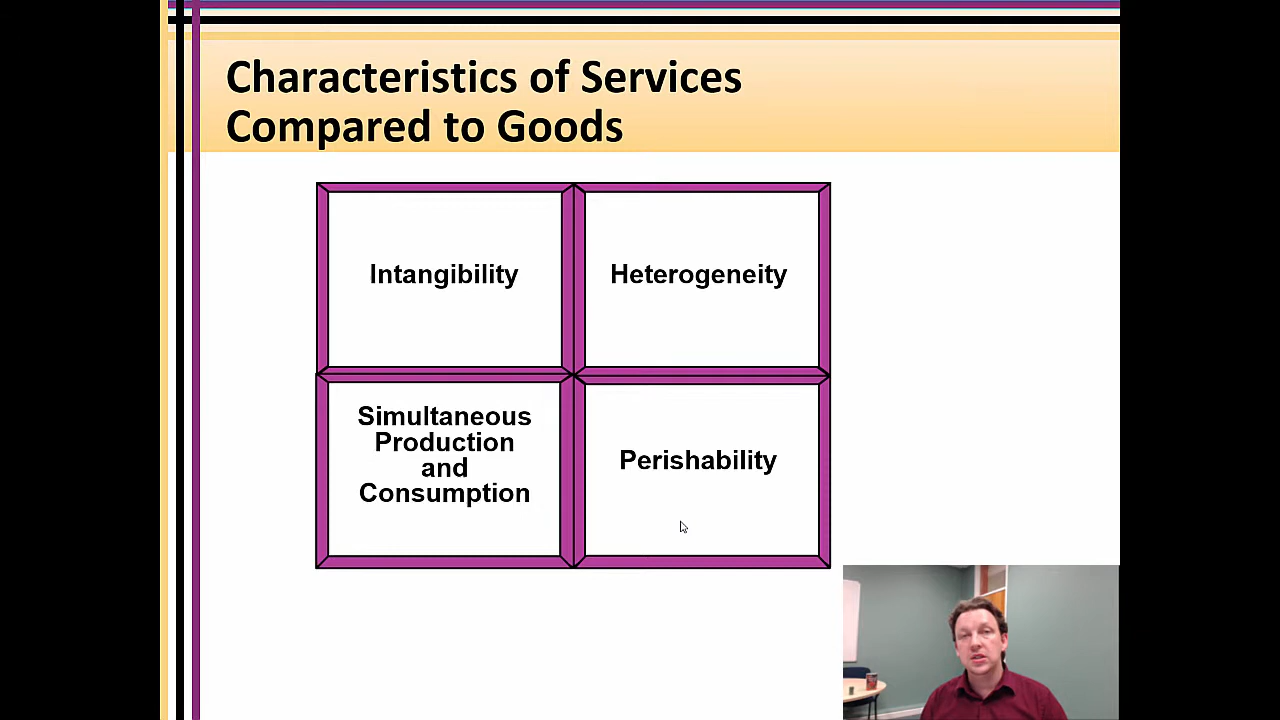 Characteristics of Services
Compared to Goods
Intangibility
Heterogeneity
Simultaneous
Production
and
Consumption
Perishability